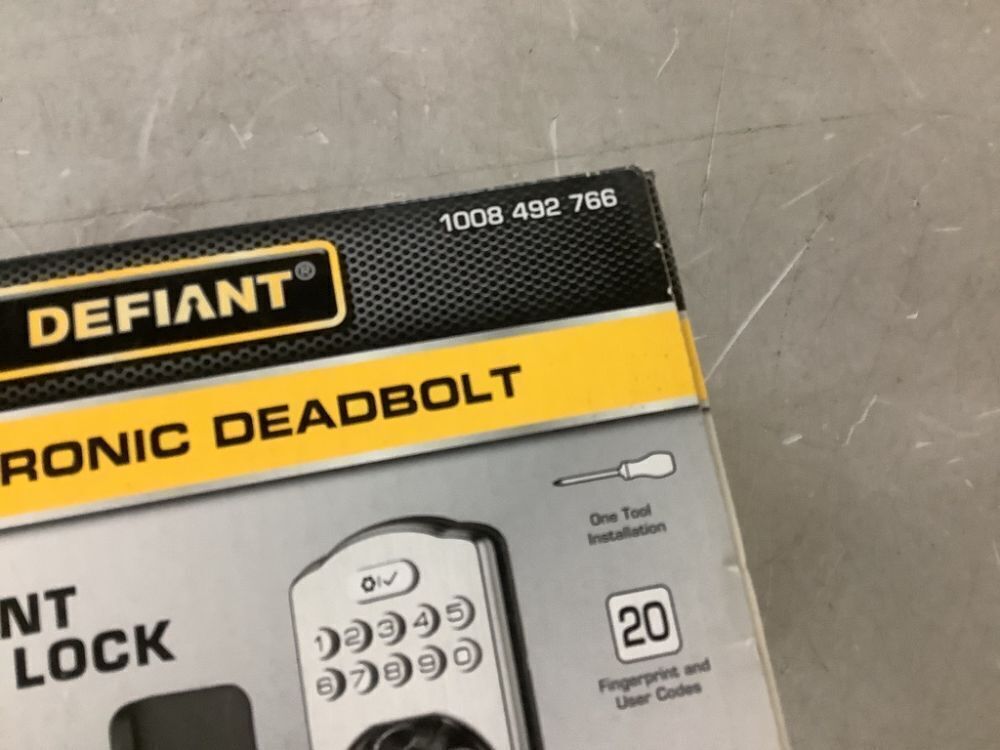 1008 492 766
DEFIANT®
RONIC DEADBOLT
One Tool
Installation
NT
LOCK
1 2 3 4 5
6 7 8 9 0
20
Fingerprint and
User Codes